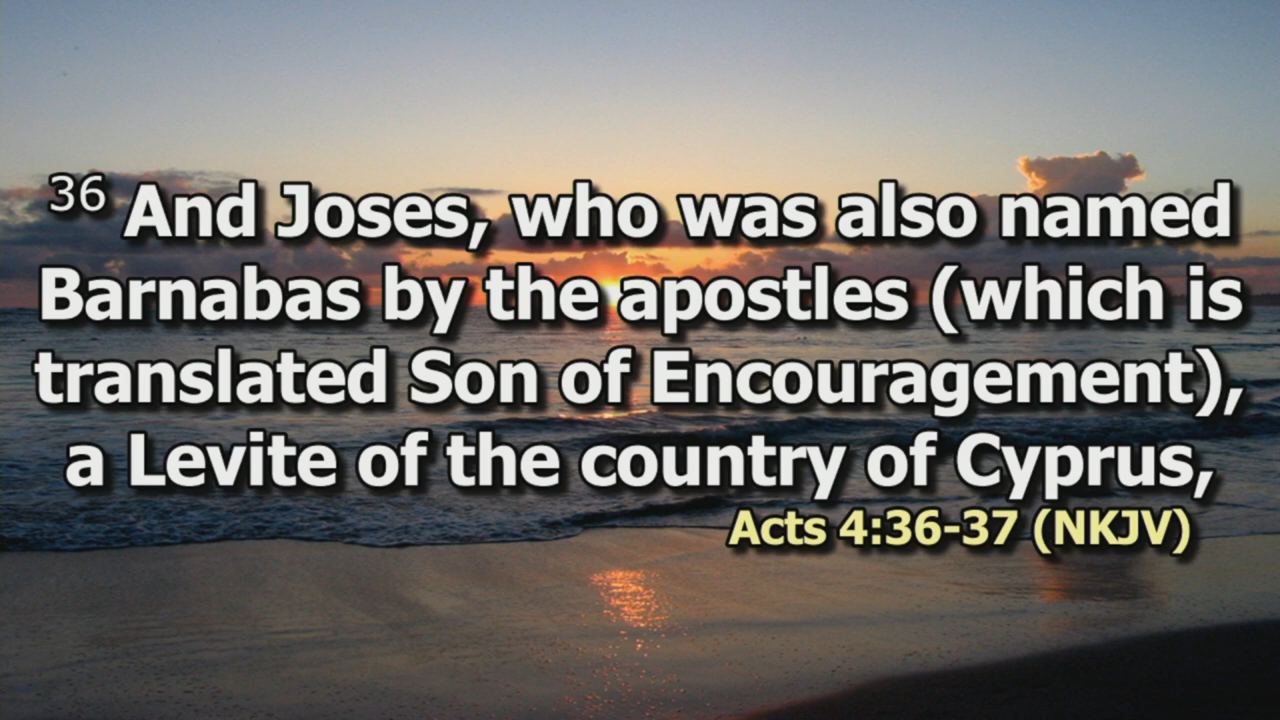 36 And Joses, who was also named
Barnabas by the apostles (which is
translated Son of Encouragement),
a Levite of the country of Cyprus,
Acts 4:36-37 (NKJV)